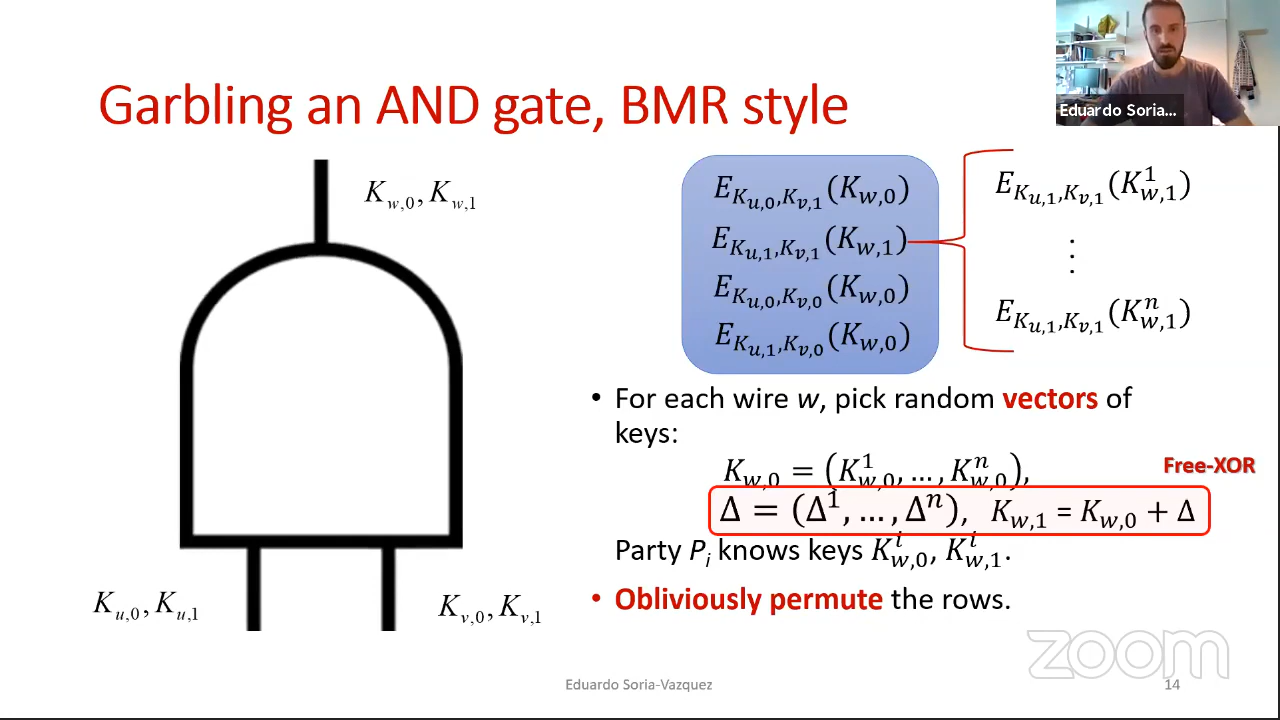 Garbling an AND gate, BMR style
Eduardo Soria...
K_{w,0}, K_{w,1}
K_{u,0}, K_{u,1}
K_{v,0}, K_{v,1}
E_{K_{u,0},K_{v,1}}(K_{w,0})
E_{K_{u,1},K_{v,1}}(K_{w,1})
E_{K_{u,0},K_{v,0}}(K_{w,0})
E_{K_{u,1},K_{v,0}}(K_{w,0})
E_{K_{u,1},K_{v,1}}(K^1_{w,1})
⋮
E_{K_{u,1},K_{v,1}}(K^n_{w,1})
• For each wire w, pick random vectors of
keys:
K_{w,0} = (K^1_{w,0}, …, K^n_{w,0}),
Free-XOR
Δ = (Δ^1, …, Δ^n), K_{w,1} = K_{w,0} + Δ
Party P_i knows keys K^i_{w,0}, K^i_{w,1}.
• Obliviously permute the rows.
zoom
Eduardo Soria-Vazquez
14